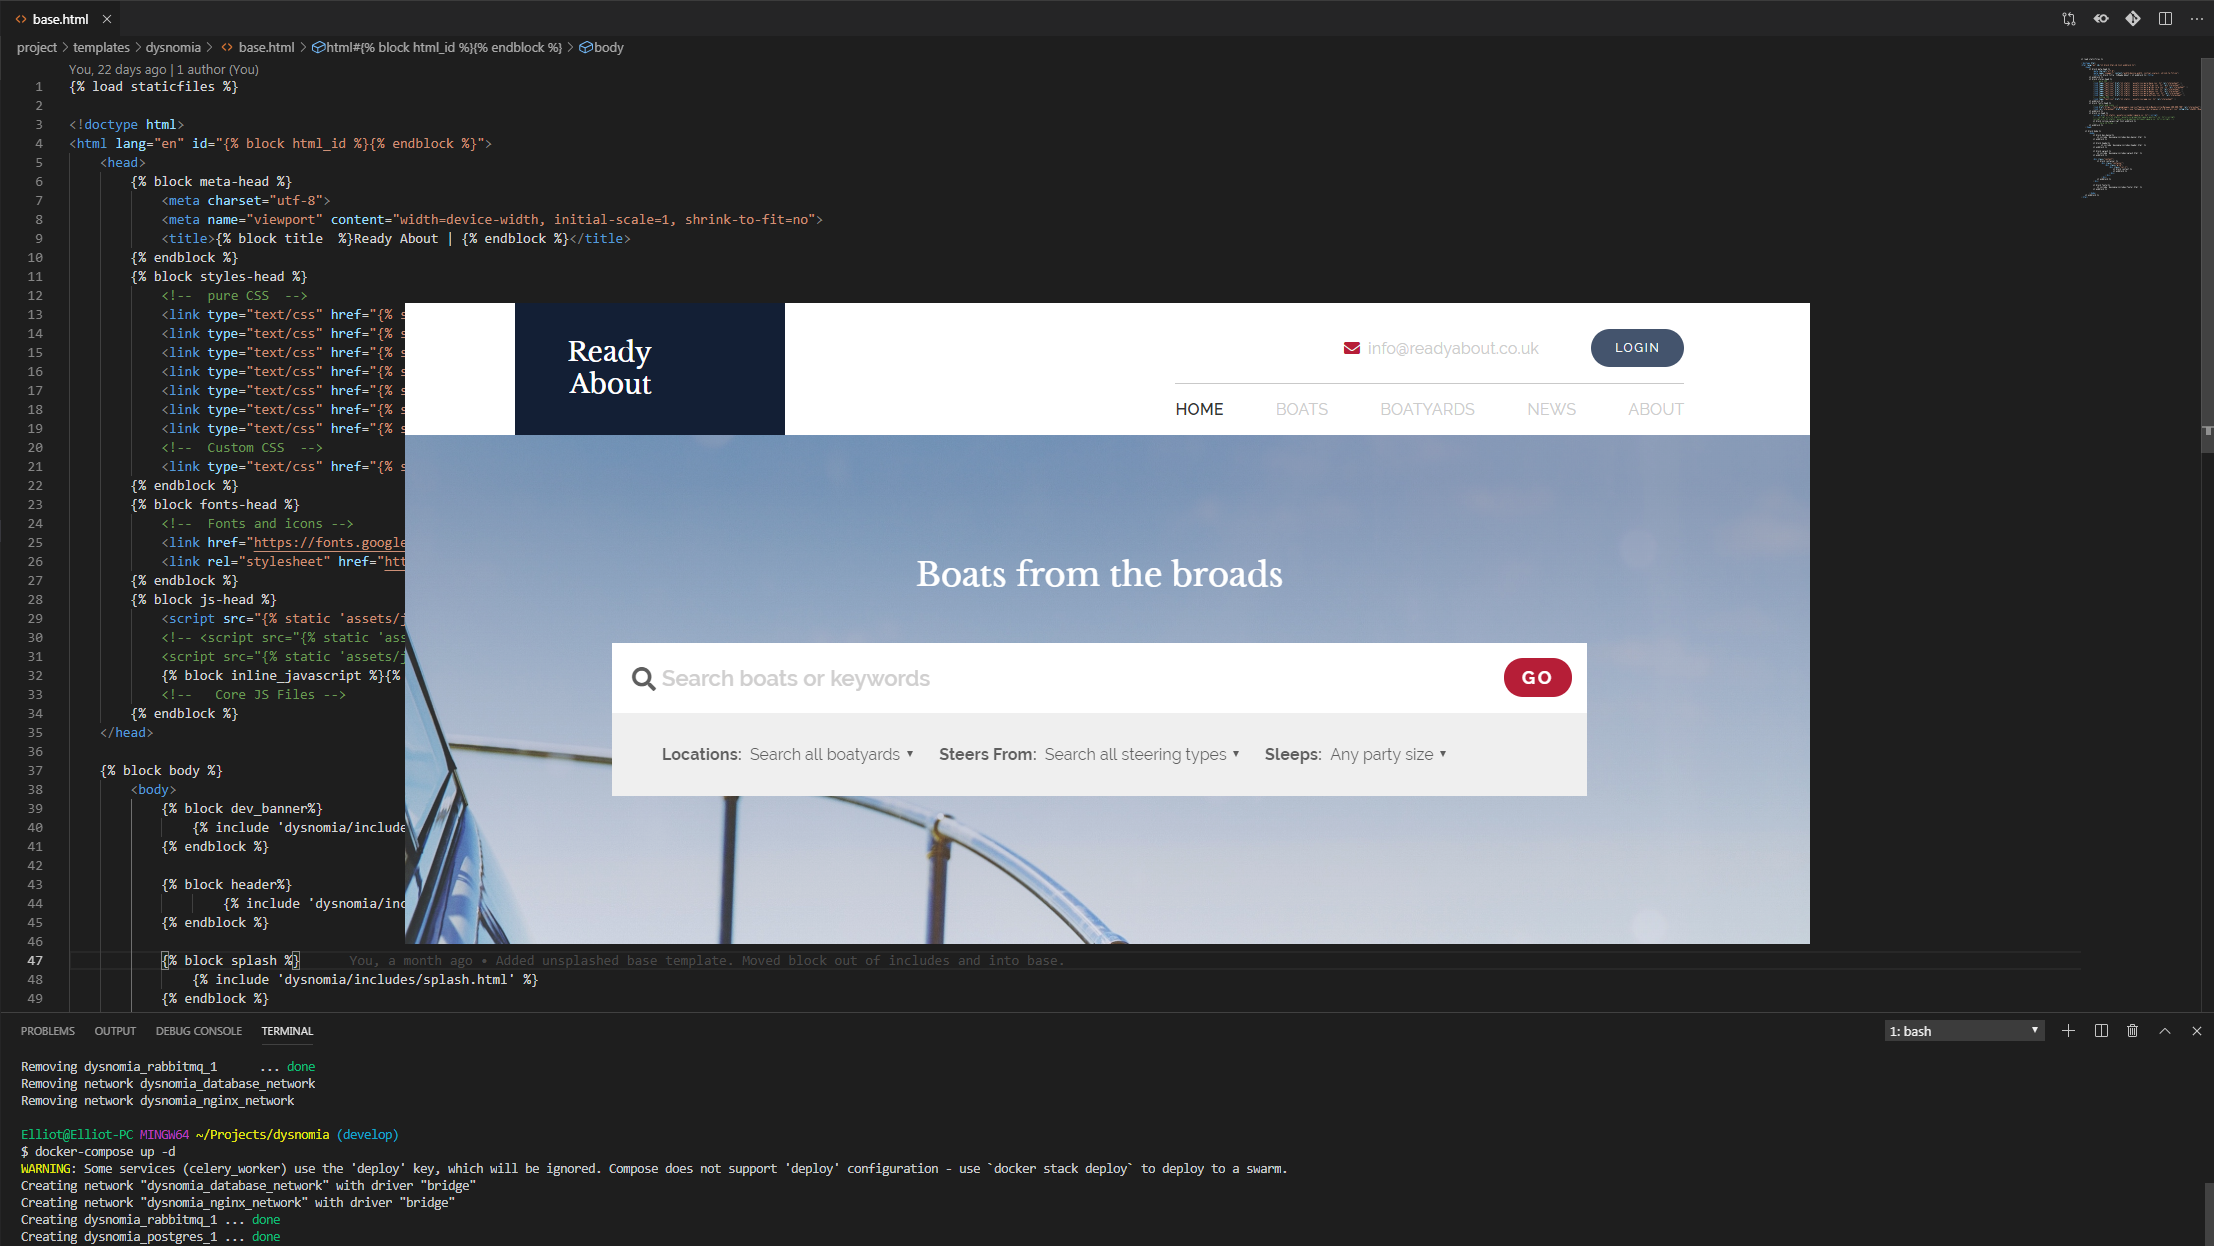 base.html
project > templates > dysnomia > base.html > html#{% block html_id %}{% endblock %} > body
You, 22 days ago | 1 author (You)
1 {% load staticfiles %}
2
3 <!doctype html>
4 <html lang="en" id="{% block html_id %}{% endblock %}">
5 <head>
6 {% block meta-head %}
7 <meta charset="utf-8">
8 <meta name="viewport" content="width=device-width, initial-scale=1, shrink-to-fit=no">
9 <title>{% block title  %}Ready About | {% endblock %}</title>
10 {% endblock %}
11 {% block styles-head %}
12 <!--  pure CSS  -->
13 <link type="text/css" href="{% s
14 <link type="text/css" href="{% s
15 <link type="text/css" href="{% s
16 <link type="text/css" href="{% s
17 <link type="text/css" href="{% s
18 <link type="text/css" href="{% s
19 <link type="text/css" href="{% s
20 <!--  Custom CSS  -->
21 <link type="text/css" href="{% s
22 {% endblock %}
23 {% block fonts-head %}
24 <!--  Fonts and icons -->
25 <link href="https://fonts.google
26 <link rel="stylesheet" href="htt
27 {% endblock %}
28 {% block js-head %}
29 <script src="{% static 'assets/j
30 <!-- <script src="{% static 'ass
31 <script src="{% static 'assets/j
32 {% block inline_javascript %}{%
33 <!--   Core JS Files -->
34 {% endblock %}
35 </head>
36
37 {% block body %}
38 <body>
39 {% block dev_banner%}
40 {% include 'dysnomia/include
41 {% endblock %}
42
43 {% block header%}
44 {% include 'dysnomia/inc
45 {% endblock %}
46
47 {% block splash %} You, a month ago • Added unsplashed base template. Moved block out of includes and into base.
48 {% include 'dysnomia/includes/splash.html' %}
49 {% endblock %}
Ready
About
info@readyabout.co.uk LOGIN
HOME BOATS BOATYARDS NEWS ABOUT
Boats from the broads
Search boats or keywords GO
Locations: Search all boatyards ▾ Steers From: Search all steering types ▾ Sleeps: Any party size ▾
PROBLEMS OUTPUT DEBUG CONSOLE TERMINAL 1: bash
Removing dysnomia_rabbitmq_1 ... done
Removing network dysnomia_database_network
Removing network dysnomia_nginx_network
Elliot@Elliot-PC MINGW64 ~/Projects/dysnomia (develop)
$ docker-compose up -d
WARNING: Some services (celery_worker) use the 'deploy' key, which will be ignored. Compose does not support 'deploy' configuration - use `docker stack deploy` to deploy to a swarm.
Creating network "dysnomia_database_network" with driver "bridge"
Creating network "dysnomia_nginx_network" with driver "bridge"
Creating dysnomia_rabbitmq_1 ... done
Creating dysnomia_postgres_1 ... done